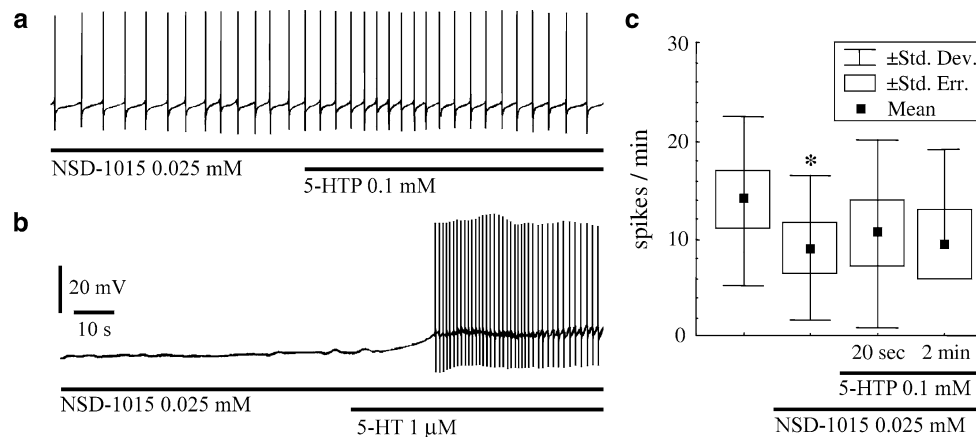 a
NSD-1015 0.025 mM
5-HTP 0.1 mM
b
20 mV
10 s
NSD-1015 0.025 mM
5-HT 1 µM
c
30
20
10
0
spikes / min
±Std. Dev.
±Std. Err.
Mean
*
20 sec 2 min
5-HTP 0.1 mM
NSD-1015 0.025 mM